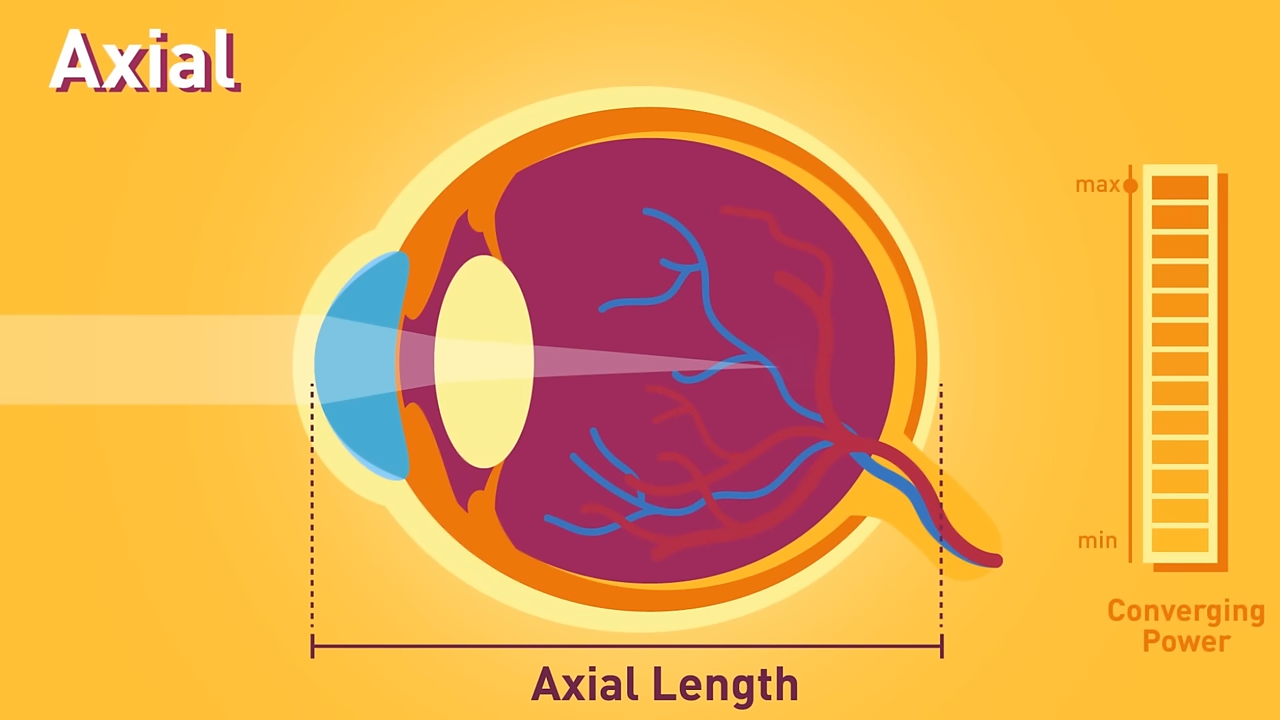 Axial
max
min
Converging
Power
Axial Length